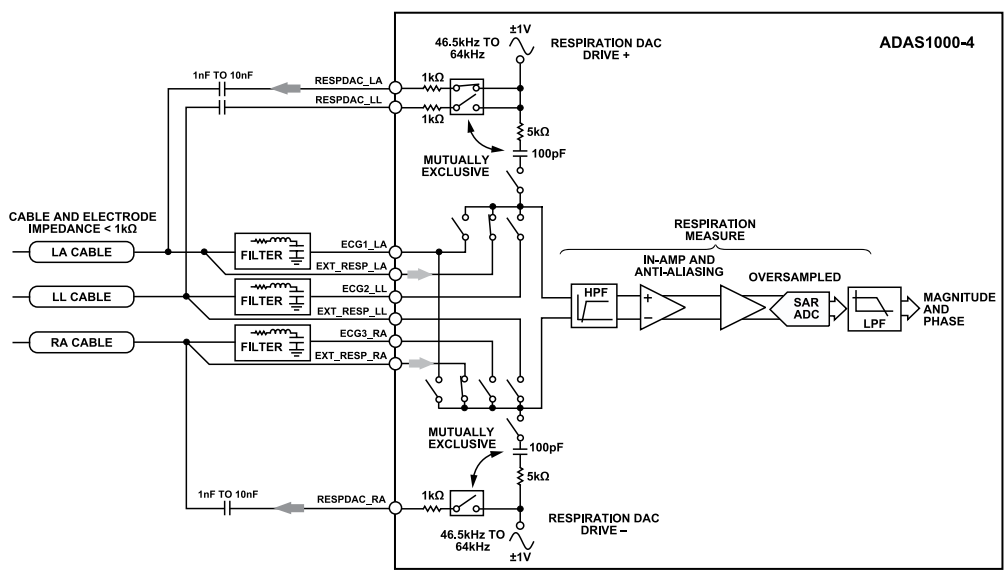 ADAS1000-4
±1V
46.5kHz TO
64kHz
RESPIRATION DAC
DRIVE +
1nF TO 10nF
RESPDAC_LA
1kΩ
RESPDAC_LL
1kΩ
5kΩ
100pF
MUTUALLY
EXCLUSIVE
CABLE AND ELECTRODE
IMPEDANCE < 1kΩ
LA CABLE
FILTER
ECG1_LA
EXT_RESP_LA
LL CABLE
FILTER
ECG2_LL
EXT_RESP_LL
RA CABLE
FILTER
ECG3_RA
EXT_RESP_RA
RESPIRATION
MEASURE
IN-AMP AND
ANTI-ALIASING
OVERSAMPLED
HPF
+
–
SAR
ADC
LPF
MAGNITUDE
AND
PHASE
MUTUALLY
EXCLUSIVE
100pF
5kΩ
1nF TO 10nF
RESPDAC_RA
1kΩ
46.5kHz TO
64kHz
±1V
RESPIRATION DAC
DRIVE –